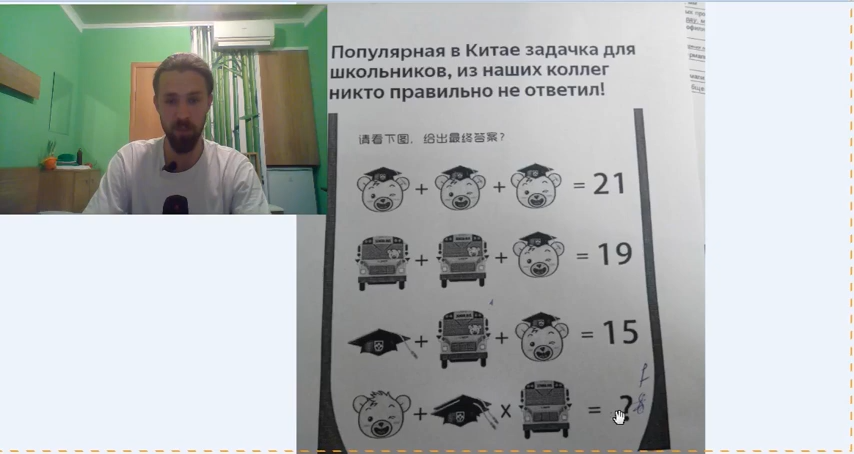 Популярная в Китае задачка для
школьников, из наших коллег
никто правильно не ответил!
请看下图，给出最终答案？
+ + = 21
+ + = 19
+ + = 15
+ x = ?